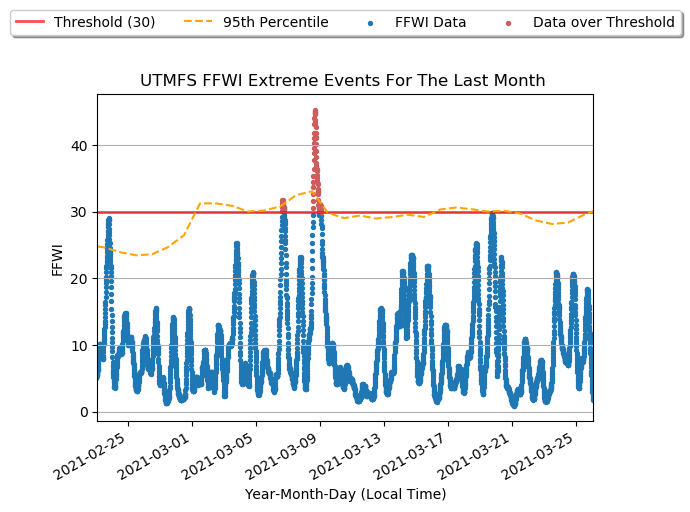 Threshold (30) 95th Percentile FFWI Data Data over Threshold
UTMFS FFWI Extreme Events For The Last Month
40
30
20
10
0
FFWI
2021-02-25 2021-03-01 2021-03-05 2021-03-09 2021-03-13 2021-03-17 2021-03-21 2021-03-25
Year-Month-Day (Local Time)